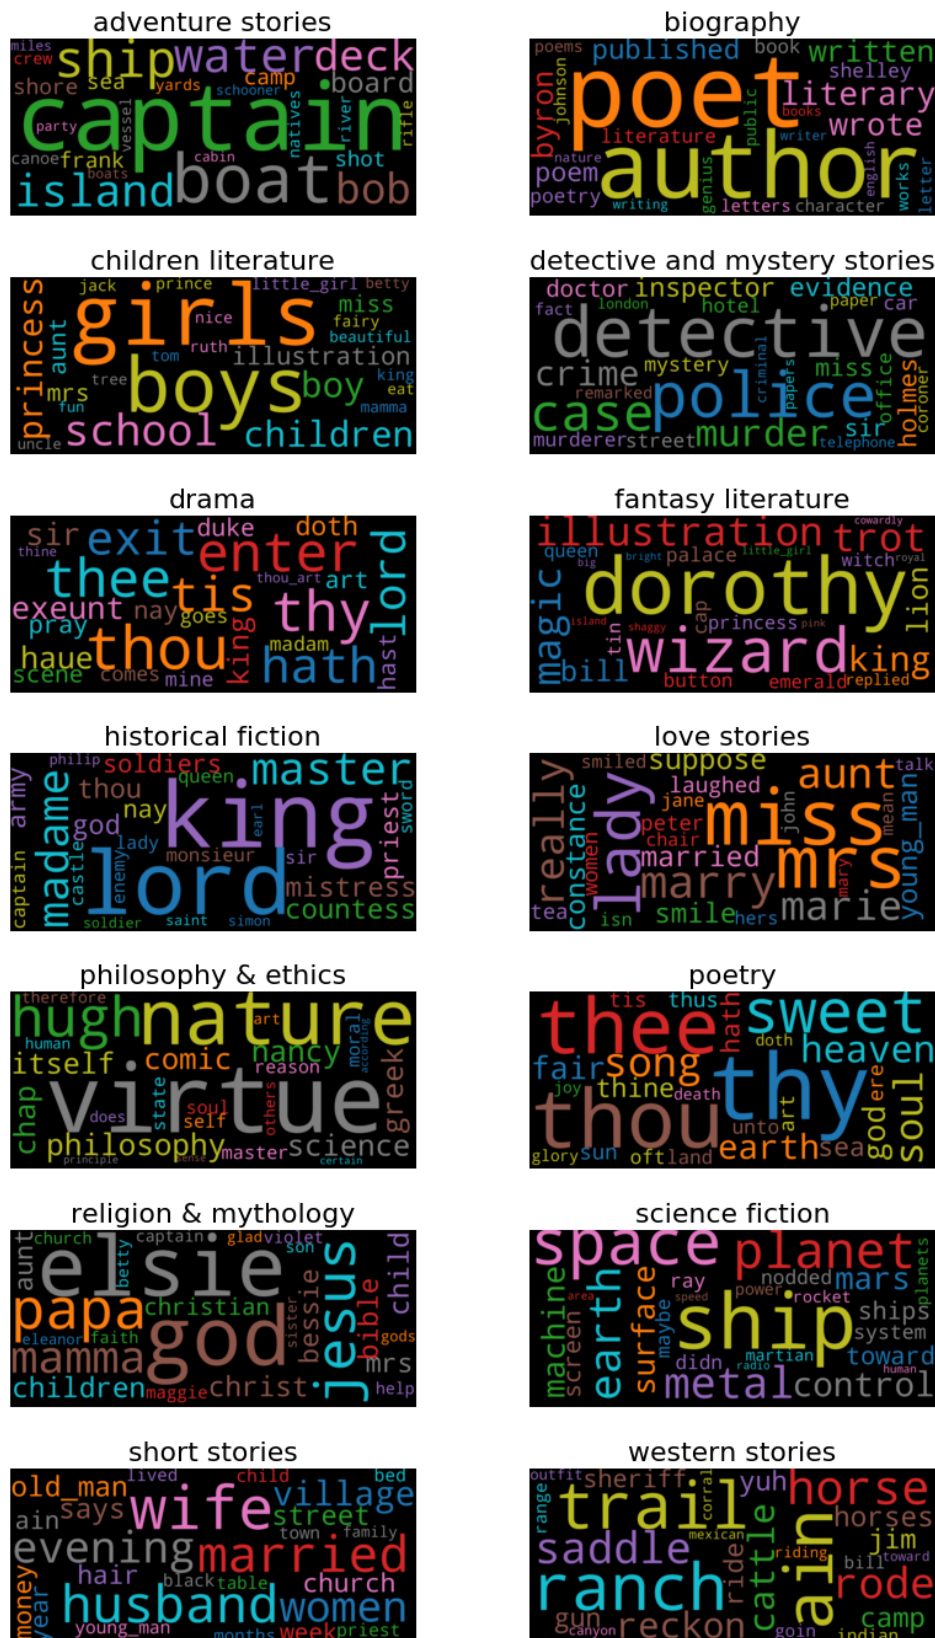 adventure stories
miles
ship
water
deck
crew
shore
sea
yards
schooner
camp
board
captain
party
vessel
natives
river
rifle
canoe
frank
boats
cabin
shot
island
boat
bob
biography
poems
published
book
written
byron
johnson
poet
shelley
literary
public
books
literature
writer
wrote
nature
poem
author
english
poetry
writing
genius
letters
character
works
letter
children literature
jack
prince
little_girl
betty
princess
aunt
girls
nice
miss
fairy
beautiful
ruth
tom
illustration
mrs
tree
boys
boy
king
eat
fun
mamma
uncle
school
children
detective and mystery stories
doctor
inspector
evidence
fact
london
hotel
paper
car
detective
crime
mystery
criminal
miss
office
remarked
police
papers
holmes
coroner
case
murder
sir
murderer
street
telephone
drama
sir
exit
duke
doth
thine
enter
lord
thee
tis
thou_art
art
exeunt
nay
goes
thy
pray
thou
king
madam
haue
hath
hast
scene
comes
mine
fantasy literature
illustration
cowardly
trot
queen
bright
palace
little_girl
witch
royal
big
magic
dorothy
lion
island
shaggy
cap
princess
pink
tin
wizard
king
bill
button
emerald
replied
historical fiction
philip
soldiers
master
army
thou
queen
madame
nay
king
earl
priest
sword
god
lady
castle
enemy
monsieur
sir
captain
lord
mistress
countess
soldier
saint
simon
love stories
smiled
suppose
aunt
talk
really
laughed
constance
lady
jane
miss
john
mean
young_man
women
peter
chair
married
mrs
marry
mary
marie
tea
isn
smile
hers
philosophy & ethics
therefore
hugh
nature
art
human
moral
according
itself
comic
nancy
reason
greek
chap
virtue
state
soul
self
others
does
philosophy
master
science
principle
sense
certain
poetry
tis
thus
hath
sweet
thee
doth
heaven
fair
song
joy
thine
death
thy
art
god
ere
soul
thou
unto
glory
sun
oft
land
earth
sea
religion & mythology
church
captain
glad
violet
aunt
elsie
betty
son
jesus
child
papa
christian
god
sister
bessie
bible
eleanor
faith
gods
mamma
mrs
children
maggie
christ
help
science fiction
space
planet
planets
machine
area
screen
earth
surface
ray
nodded
mars
speed
power
rocket
maybe
ship
ships
system
martian
radio
toward
didn
human
metal
control
short stories
lived
child
bed
old_man
says
wife
village
ain
street
town
family
evening
married
hair
black
table
church
money
year
husband
women
young_man
months
week
priest
western stories
outfit
sheriff
yuh
horse
range
trail
corral
horses
mexican
saddle
ride
cattle
ain
jim
riding
bill
toward
ranch
rode
gun
canyon
reckon
goin
camp
indian